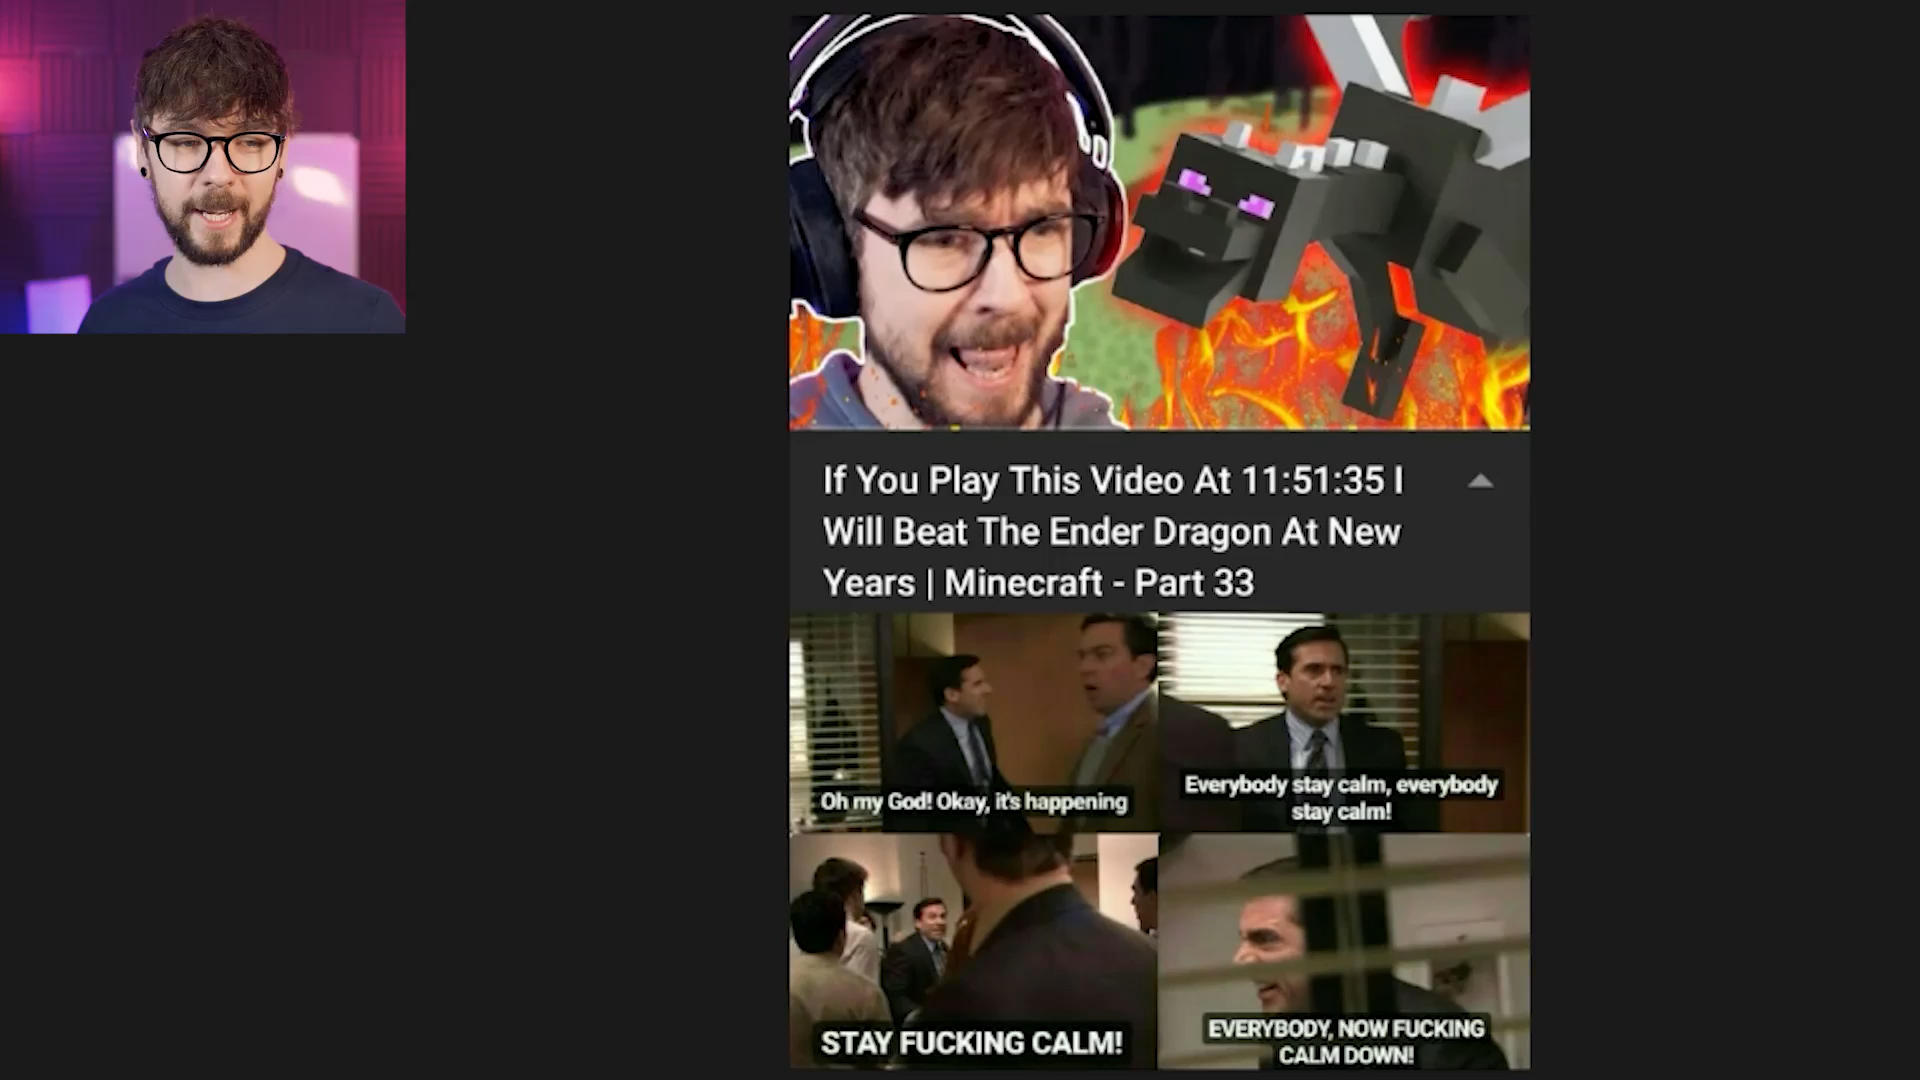 If You Play This Video At 11:51:35 I
Will Beat The Ender Dragon At New
Years | Minecraft - Part 33
Oh my God! Okay, it's happening
Everybody stay calm, everybody
stay calm!
STAY FUCKING CALM!
EVERYBODY, NOW FUCKING
CALM DOWN!